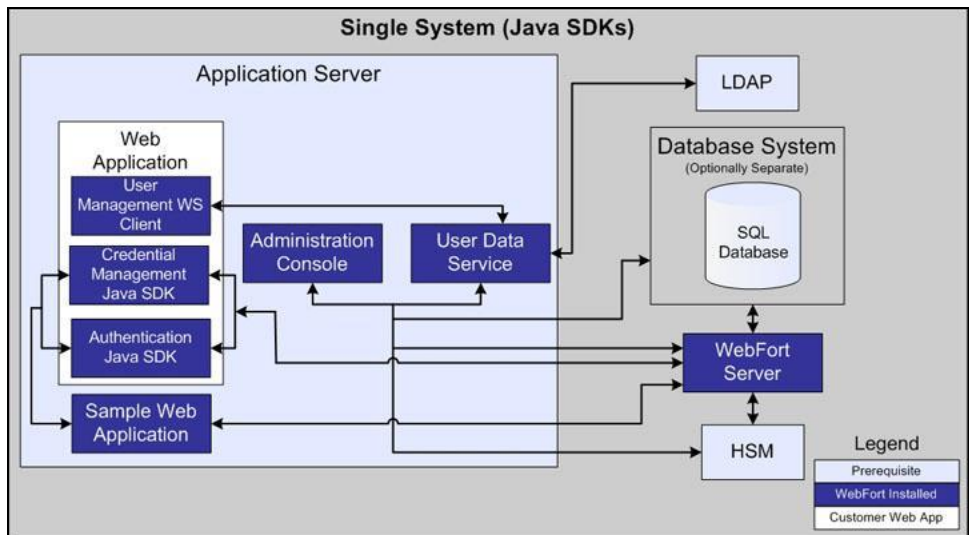 Single System (Java SDKs)
Application Server
Web
Application
User
Management WS
Client
Credential
Management
Java SDK
Authentication
Java SDK
Sample Web
Application
Administration
Console
User Data
Service
LDAP
Database System
(Optionally Separate)
SQL
Database
WebFort
Server
HSM
Legend
Prerequisite
WebFort Installed
Customer Web App